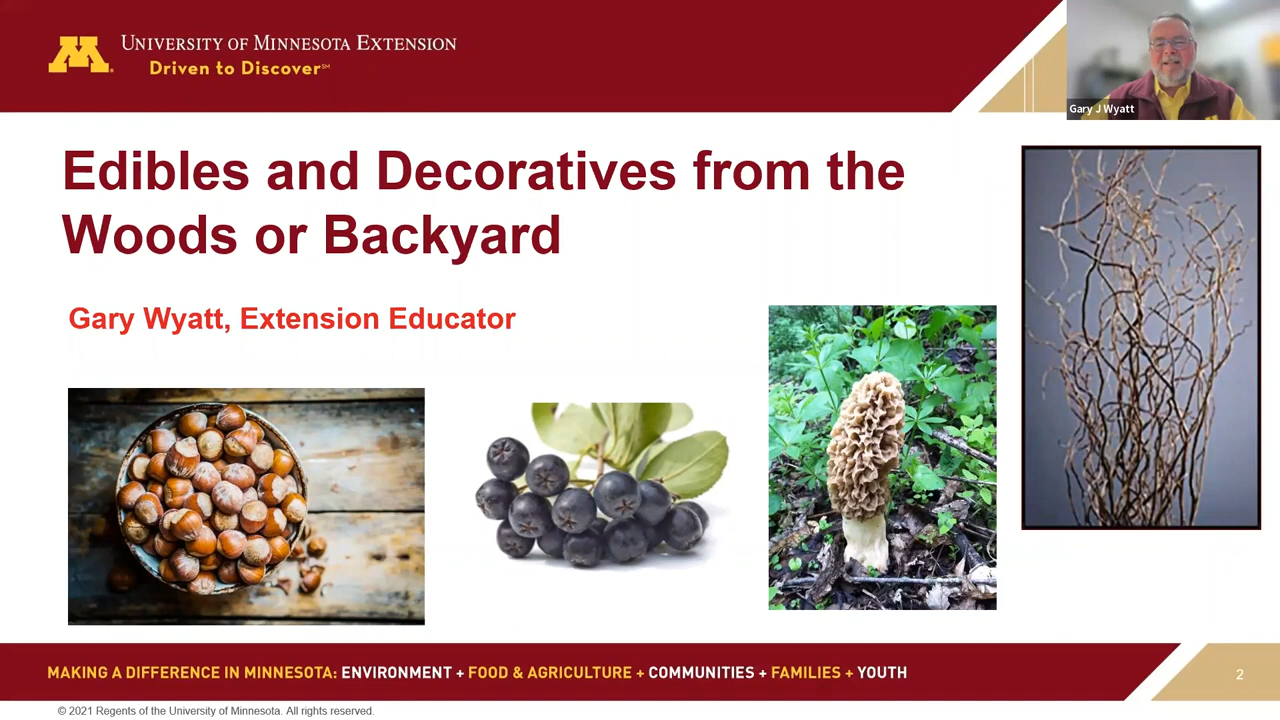 UNIVERSITY OF MINNESOTA EXTENSION
Driven to Discover℠
Gary J Wyatt
Edibles and Decoratives from the
Woods or Backyard
Gary Wyatt, Extension Educator
MAKING A DIFFERENCE IN MINNESOTA: ENVIRONMENT + FOOD & AGRICULTURE + COMMUNITIES + FAMILIES + YOUTH
2
© 2021 Regents of the University of Minnesota. All rights reserved.